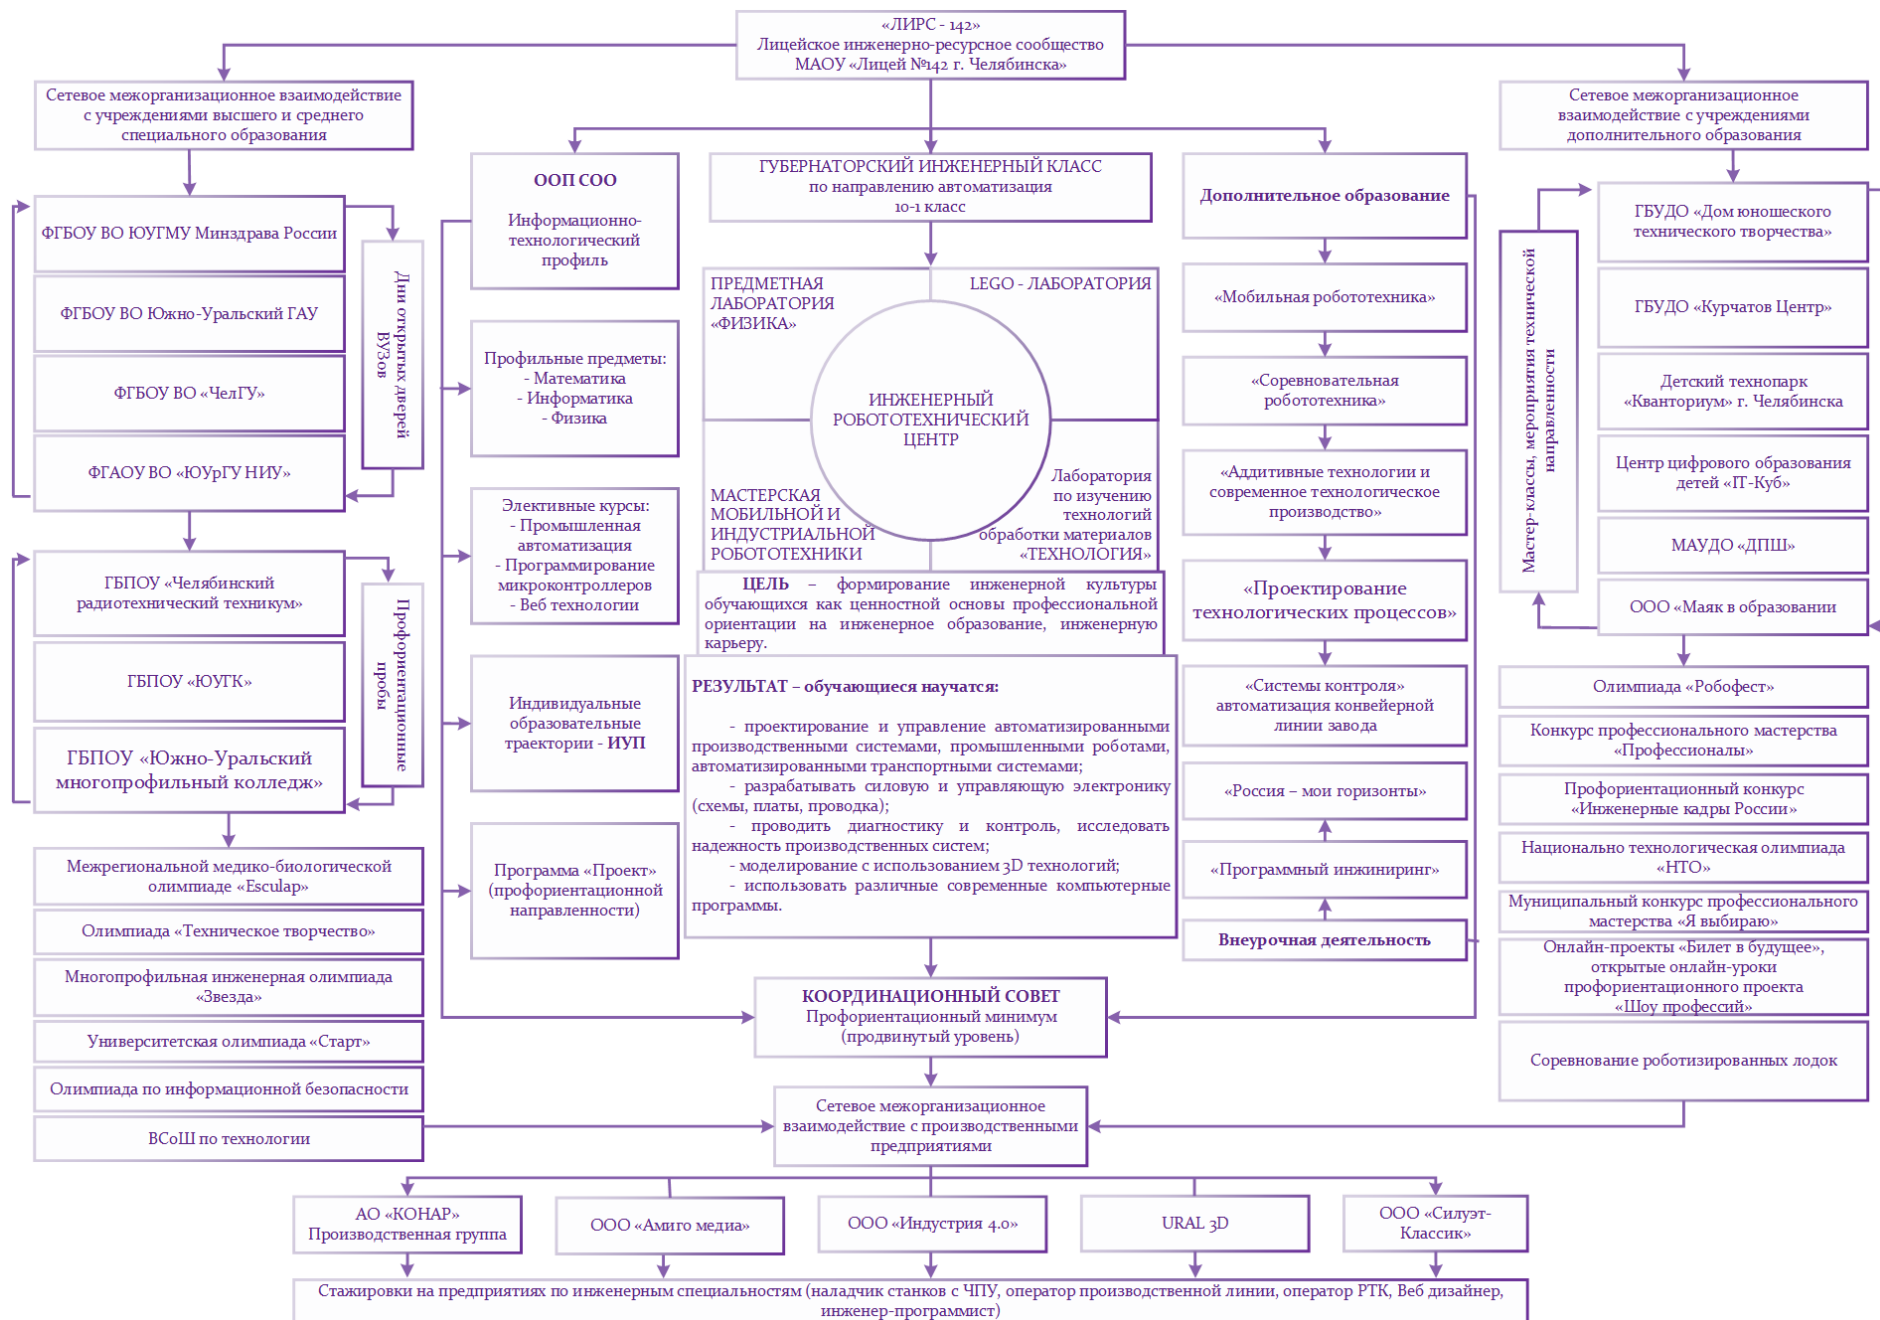 «ЛИРС - 142»
Лицейское инженерно-ресурсное сообщество
МАОУ «Лицей №142 г. Челябинска»
Сетевое межорганизационное взаимодействие
с учреждениями высшего и среднего
специального образования
ФГБОУ ВО ЮУГМУ Минздрава России
ФГБОУ ВО Южно-Уральский ГАУ
ФГБОУ ВО «ЧелГУ»
ФГАОУ ВО «ЮУрГУ НИУ»
Дни открытых дверей
ВУЗов
ГБПОУ «Челябинский
радиотехнический техникум»
ГБПОУ «ЮУГК»
ГБПОУ «Южно-Уральский
многопрофильный колледж»
Профориентационные
пробы
Межрегиональной медико-биологической
олимпиаде «Esculap»
Олимпиада «Техническое творчество»
Многопрофильная инженерная олимпиада
«Звезда»
Университетская олимпиада «Старт»
Олимпиада по информационной безопасности
ВСоШ по технологии
ООП СОО
Информационно-
технологический
профиль
Профильные предметы:
- Математика
- Информатика
- Физика
Элективные курсы:
- Промышленная
автоматизация
- Программирование
микроконтроллеров
- Веб технологии
Индивидуальные
образовательные
траектории - ИУП
Программа «Проект»
(профориентационной
направленности)
ГУБЕРНАТОРСКИЙ ИНЖЕНЕРНЫЙ КЛАСС
по направлению автоматизация
10-1 класс
ПРЕДМЕТНАЯ
ЛАБОРАТОРИЯ
«ФИЗИКА»
LEGO - ЛАБОРАТОРИЯ
ИНЖЕНЕРНЫЙ
РОБОТОТЕХНИЧЕСКИЙ
ЦЕНТР
МАСТЕРСКАЯ
МОБИЛЬНОЙ И
ИНДУСТРИАЛЬНОЙ
РОБОТОТЕХНИКИ
Лаборатория
по изучению
технологий
обработки материалов
«ТЕХНОЛОГИЯ»
ЦЕЛЬ – формирование инженерной культуры
обучающихся как ценностной основы профессиональной
ориентации на инженерное образование, инженерную
карьеру.
РЕЗУЛЬТАТ – обучающиеся научатся:
- проектирование и управление автоматизированными
производственными системами, промышленными роботами,
автоматизированными транспортными системами;
- разрабатывать силовую и управляющую электронику
(схемы, платы, проводка);
- проводить диагностику и контроль, исследовать
надежность производственных систем;
- моделирование с использованием 3D технологий;
- использовать различные современные компьютерные
программы.
Дополнительное образование
«Мобильная робототехника»
«Соревновательная
робототехника»
«Аддитивные технологии и
современное технологическое
производство»
«Проектирование
технологических процессов»
«Системы контроля»
автоматизация конвейерной
линии завода
«Россия – мои горизонты»
«Программный инжиниринг»
Внеурочная деятельность
Сетевое межорганизационное
взаимодействие с учреждениями
дополнительного образования
Мастер-классы, мероприятия технической
направленности
ГБУДО «Дом юношеского
технического творчества»
ГБУДО «Курчатов Центр»
Детский технопарк
«Кванториум» г. Челябинска
Центр цифрового образования
детей «IT-Куб»
МАУДО «ДПШ»
ООО «Маяк в образовании
Олимпиада «Робофест»
Конкурс профессионального мастерства
«Профессионалы»
Профориентационный конкурс
«Инженерные кадры России»
Национально технологическая олимпиада
«НТО»
Муниципальный конкурс профессионального
мастерства «Я выбираю»
Онлайн-проекты «Билет в будущее»,
открытые онлайн-уроки
профориентационного проекта
«Шоу профессий»
Соревнование роботизированных лодок
КООРДИНАЦИОННЫЙ СОВЕТ
Профориентационный минимум
(продвинутый уровень)
Сетевое межорганизационное
взаимодействие с производственными
предприятиями
АО «КОНАР»
Производственная группа
ООО «Амиго медиа»
ООО «Индустрия 4.0»
URAL 3D
ООО «Силуэт-
Классик»
Стажировки на предприятиях по инженерным специальностям (наладчик станков с ЧПУ, оператор производственной линии, оператор РТК, Веб дизайнер,
инженер-программист)